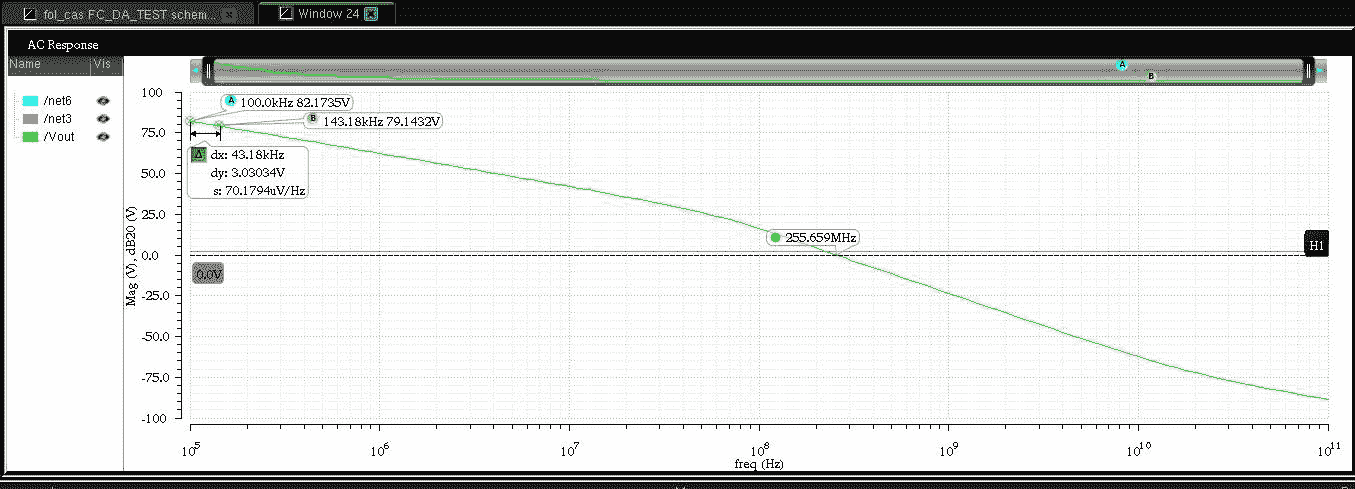 fol_cas FC_DA_TEST schem... ×
Window 24
AC Response
Name Vis
/net6
/net3
/Vout
A
B
A 100.0kHz 82.1735V
B 143.18kHz 79.1432V
dx: 43.18kHz
dy: 3.03034V
s: 70.1794uV/Hz
255.659MHz
H1
0.0V
Mag (V), dB20 (V)
100
75.0
50.0
25.0
0.0
-25.0
-50.0
-75.0
-100
10^5 10^6 10^7 10^8 10^9 10^10 10^11
freq (Hz)